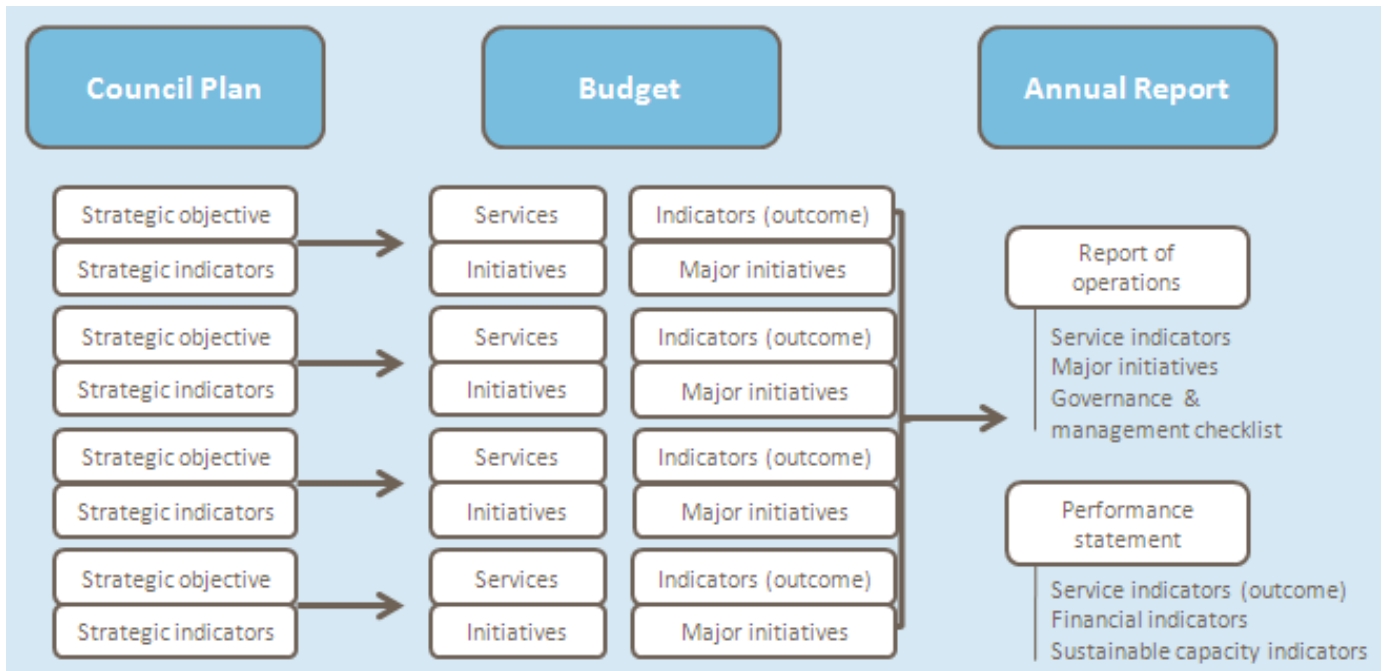 Council Plan
Budget
Annual Report
Strategic objective
Strategic indicators
Services
Initiatives
Indicators (outcome)
Major initiatives
Strategic objective
Strategic indicators
Services
Initiatives
Indicators (outcome)
Major initiatives
Strategic objective
Strategic indicators
Services
Initiatives
Indicators (outcome)
Major initiatives
Strategic objective
Strategic indicators
Services
Initiatives
Indicators (outcome)
Major initiatives
Report of
operations
Service indicators
Major initiatives
Governance &
management checklist
Performance
statement
Service indicators (outcome)
Financial indicators
Sustainable capacity indicators